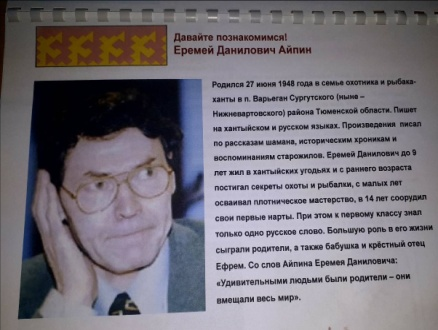 Давайте познакомимся!
Еремей Данилович Айпин
Родился 27 июня 1948 года в семье охотника и рыбака-
ханты в п. Варьеган Сургутского (ныне –
Нижневартовского) района Тюменской области. Пишет
на хантыйском и русском языках. Произведения писал
по рассказам шамана, историческим хроникам и
воспоминаниям старожилов. Еремей Данилович до 9
лет жил в хантыйских угодьях и с раннего возраста
постигал секреты охоты и рыбалки, с малых лет
осваивал плотническое мастерство, в 14 лет соорудил
свои первые нарты. При этом к первому классу знал
только одно русское слово. Большую роль в его жизни
сыграли родители, а также бабушка и крёстный отец
Ефрем. Со слов Айпина Еремея Даниловича:
«Удивительными людьми были родители – они
вмещали весь мир».